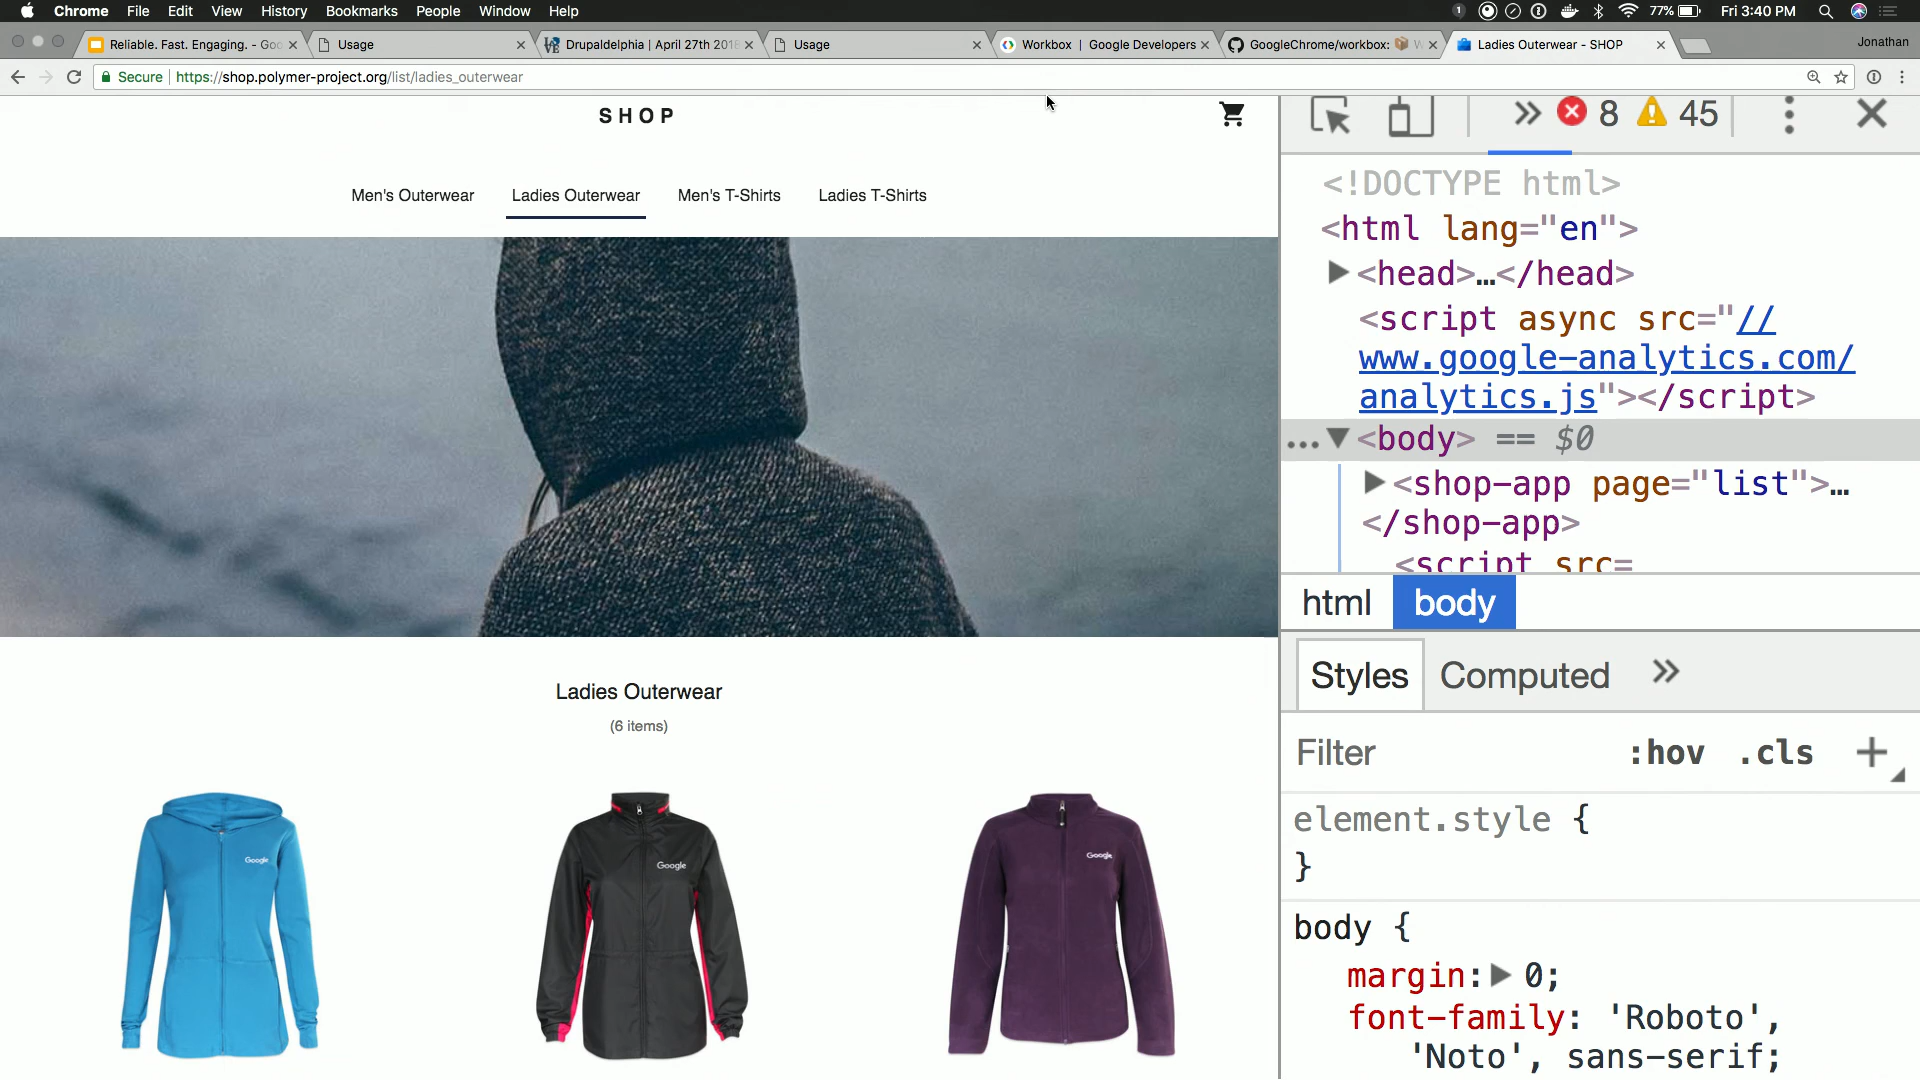 Chrome File Edit View History Bookmarks People Window Help 77% Fri 3:40 PM
Reliable. Fast. Engaging. - Goo Usage Drupaldelphia | April 27th 2018 Usage Workbox | Google Developers GoogleChrome/workbox: Ladies Outerwear - SHOP Jonathan
Secure https://shop.polymer-project.org/list/ladies_outerwear
SHOP
Men's Outerwear Ladies Outerwear Men's T-Shirts Ladies T-Shirts
Ladies Outerwear
(6 items)
Google
Google
Google
» 8 45
<!DOCTYPE html>
<html lang="en">
<head>…</head>
<script async src="//
www.google-analytics.com/
analytics.js"></script>
…<body> == $0
<shop-app page="list">…
</shop-app>
<script src=
html body
Styles Computed »
Filter :hov .cls +
element.style {
}
body {
margin: 0;
font-family: 'Roboto',
'Noto', sans-serif;